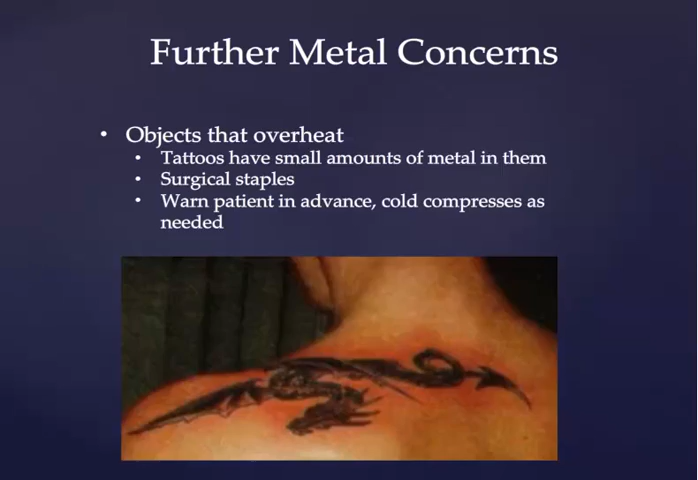 Further Metal Concerns
• Objects that overheat
• Tattoos have small amounts of metal in them
• Surgical staples
• Warn patient in advance, cold compresses as
needed